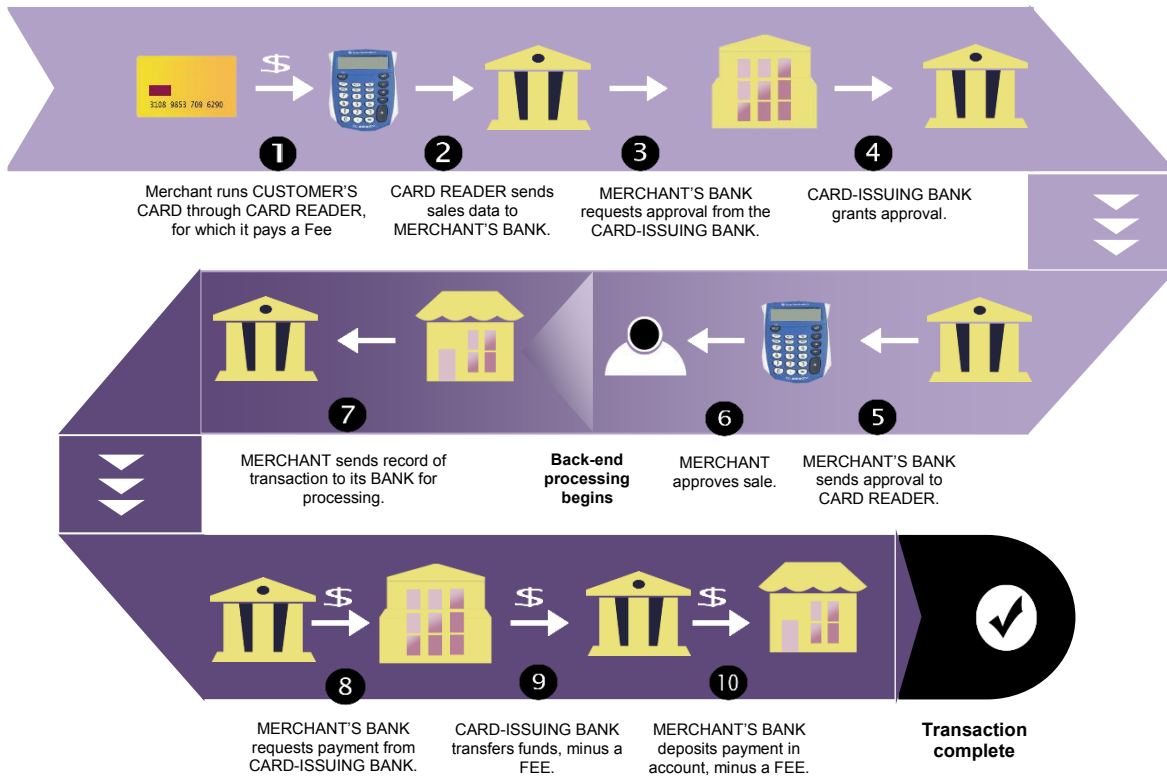 $
3108 9853 708 6290
1
2
3
4
Merchant runs CUSTOMER'S
CARD through CARD READER,
for which it pays a Fee
CARD READER sends
sales data to
MERCHANT'S BANK.
MERCHANT'S BANK
requests approval from the
CARD-ISSUING BANK.
CARD-ISSUING BANK
grants approval.
7
6
5
MERCHANT sends record of
transaction to its BANK for
processing.
Back-end
processing
begins
MERCHANT
approves sale.
MERCHANT'S BANK
sends approval to
CARD READER.
$
$
$
8
9
10
MERCHANT'S BANK
requests payment from
CARD-ISSUING BANK.
CARD-ISSUING BANK
transfers funds, minus a
FEE.
MERCHANT'S BANK
deposits payment in
account, minus a FEE.
Transaction
complete